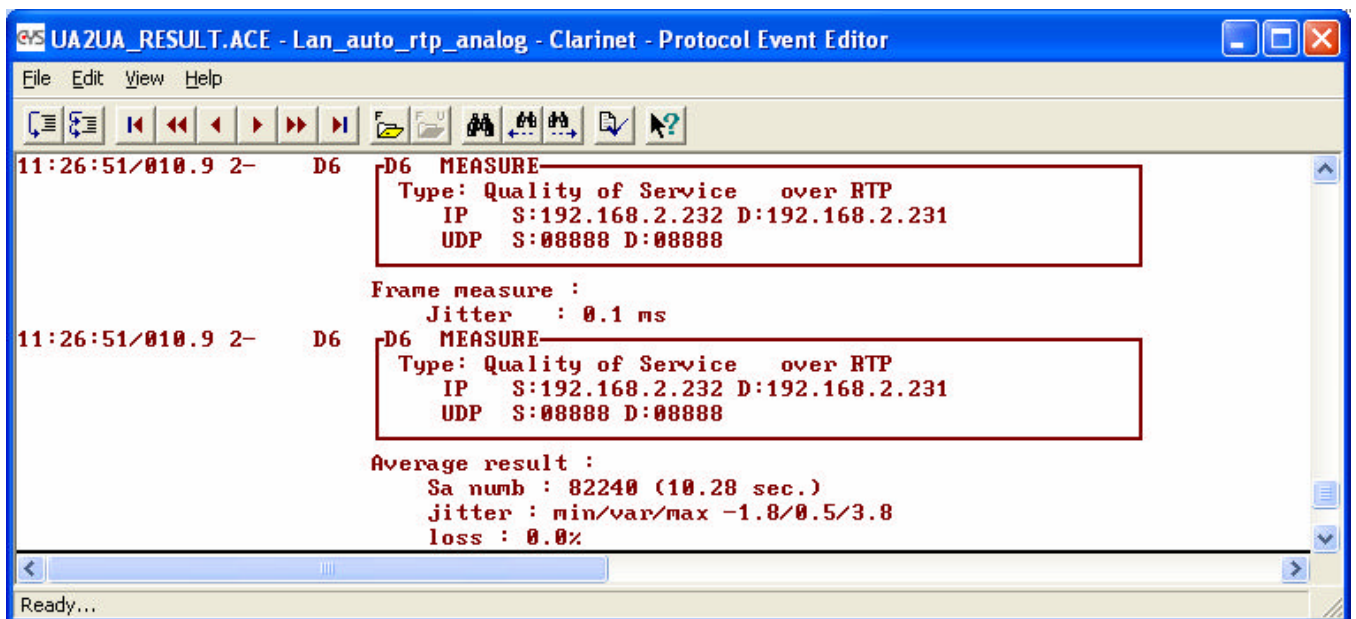 GYS UA2UA_RESULT.ACE - Lan_auto_rtp_analog - Clarinet - Protocol Event Editor
File Edit View Help
11:26:51/010.9 2- D6 D6 MEASURE
Type: Quality of Service over RTP
IP S:192.168.2.232 D:192.168.2.231
UDP S:08888 D:08888
Frame measure :
Jitter : 0.1 ms
11:26:51/010.9 2- D6 D6 MEASURE
Type: Quality of Service over RTP
IP S:192.168.2.232 D:192.168.2.231
UDP S:08888 D:08888
Average result :
Sa numb : 82240 (10.28 sec.)
jitter : min/var/max -1.8/0.5/3.8
loss : 0.0%
Ready...